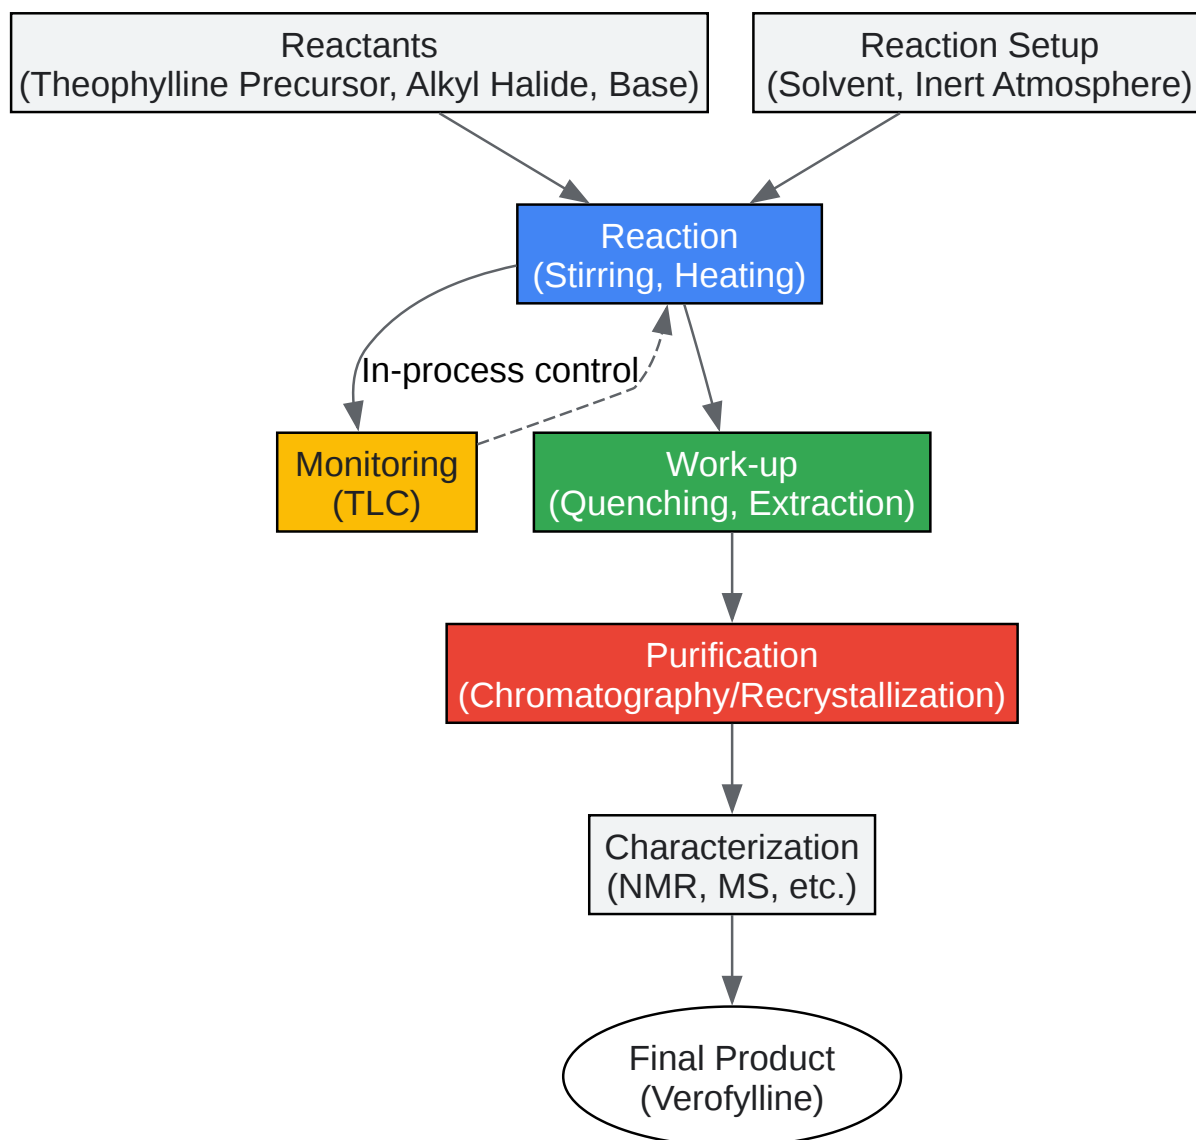 Reactants
(Theophylline Precursor, Alkyl Halide, Base)
Reaction Setup
(Solvent, Inert Atmosphere)
Reaction
(Stirring, Heating)
In-process control
Monitoring
(TLC)
Work-up
(Quenching, Extraction)
Purification
(Chromatography/Recrystallization)
Characterization
(NMR, MS, etc.)
Final Product
(Verofylline)